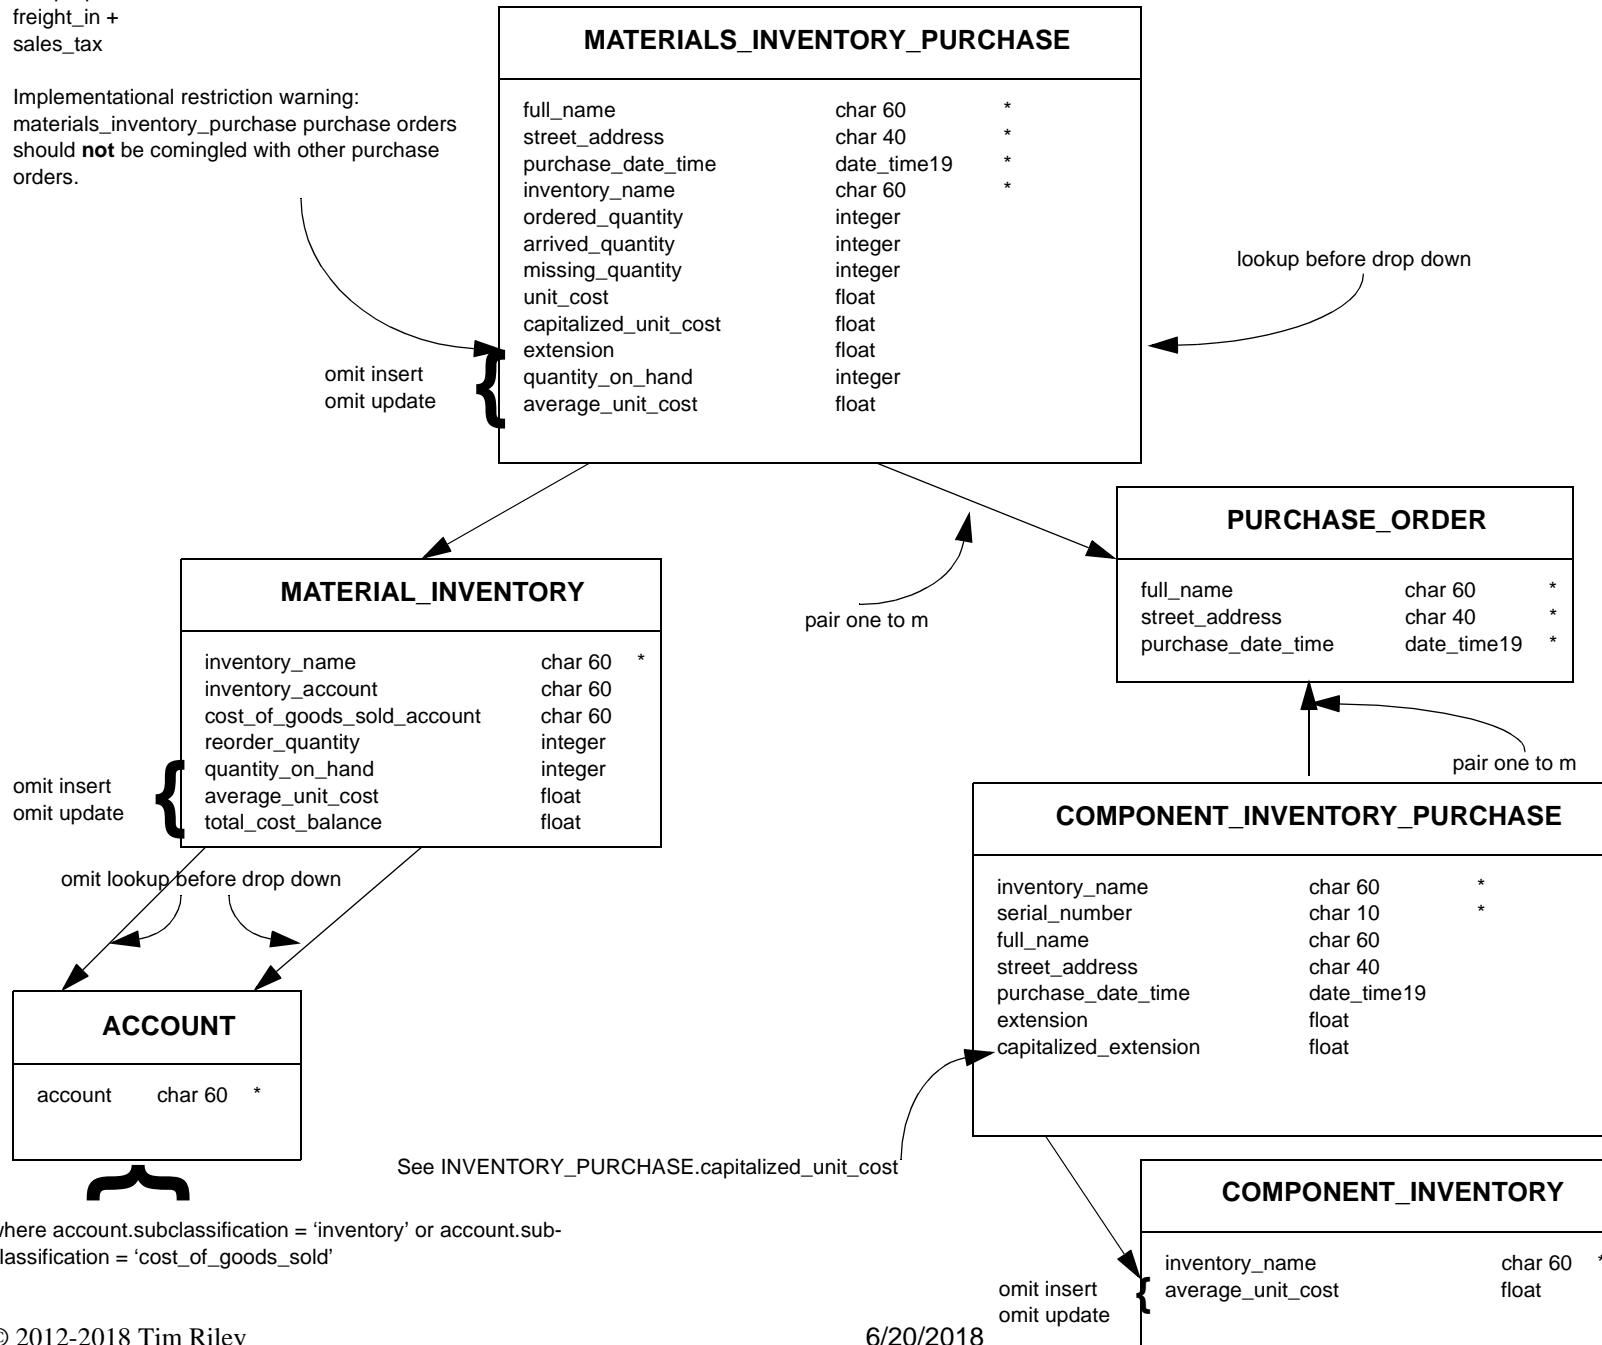 freight_in +
sales_tax
Implementational restriction warning:
materials_inventory_purchase purchase orders
should not be comingled with other purchase
orders.
MATERIALS_INVENTORY_PURCHASE
full_name char 60 *
street_address char 40 *
purchase_date_time date_time19 *
inventory_name char 60 *
ordered_quantity integer
arrived_quantity integer
missing_quantity integer
unit_cost float
capitalized_unit_cost float
extension float
quantity_on_hand integer
average_unit_cost float
omit insert
omit update
lookup before drop down
pair one to m
PURCHASE_ORDER
full_name char 60 *
street_address char 40 *
purchase_date_time date_time19 *
pair one to m
MATERIAL_INVENTORY
inventory_name char 60 *
inventory_account char 60
cost_of_goods_sold_account char 60
reorder_quantity integer
quantity_on_hand integer
average_unit_cost float
total_cost_balance float
omit insert
omit update
omit lookup before drop down
ACCOUNT
account char 60 *
where account.subclassification = ‘inventory’ or account.sub-
classification = ‘cost_of_goods_sold’
COMPONENT_INVENTORY_PURCHASE
inventory_name char 60 *
serial_number char 10 *
full_name char 60
street_address char 40
purchase_date_time date_time19
extension float
capitalized_extension float
See INVENTORY_PURCHASE.capitalized_unit_cost
COMPONENT_INVENTORY
inventory_name char 60 *
average_unit_cost float
omit insert
omit update
© 2012-2018 Tim Riley
6/20/2018